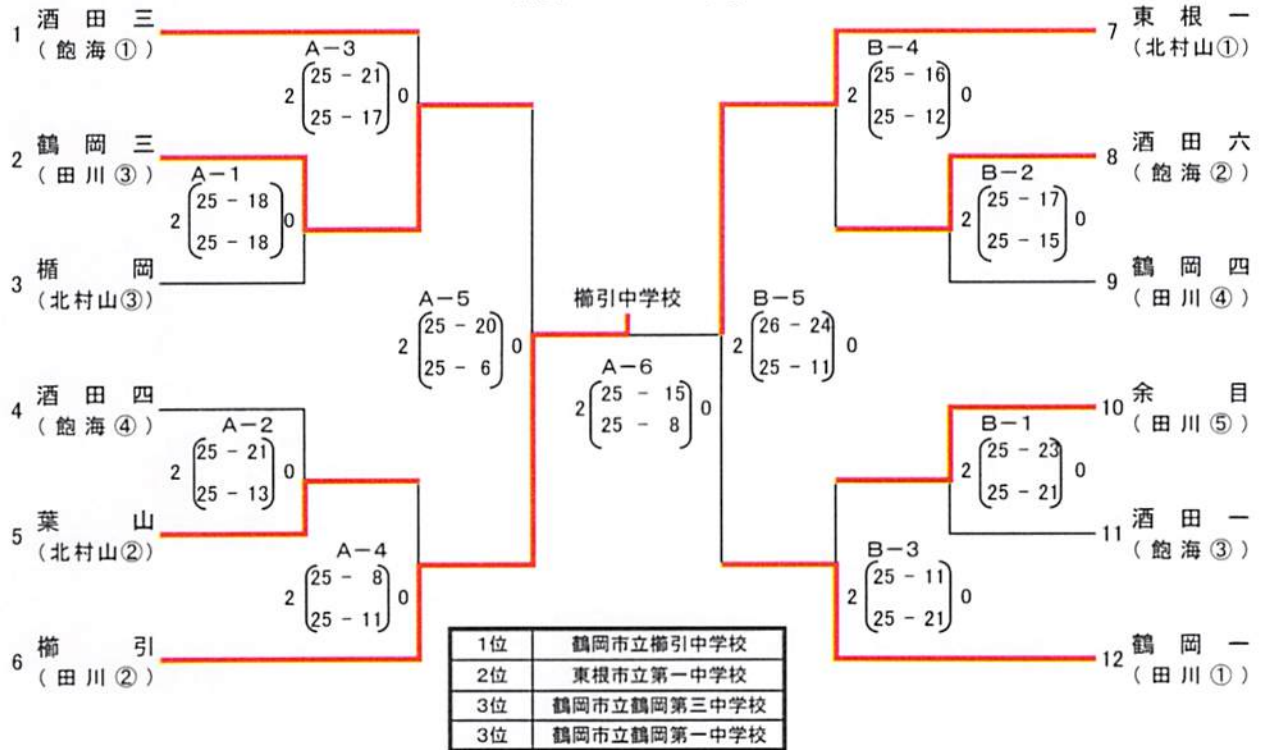 1 酒田三
(飽海①)
A-3
2 25 - 21 0
25 - 17
2 鶴岡三
(田川③)
A-1
2 25 - 18 0
25 - 18
3 楯岡
(北村山③)
A-5
2 25 - 20 0
25 - 6
4 酒田四
(飽海④)
A-2
2 25 - 21 0
25 - 13
5 葉山
(北村山②)
A-4
2 25 - 8 0
25 - 11
6 櫛引
(田川②)
櫛引中学校
A-6
2 25 - 15 0
25 - 8
7 東根一
(北村山①)
B-4
2 25 - 16 0
25 - 12
8 酒田六
(飽海②)
B-2
2 25 - 17 0
25 - 15
9 鶴岡四
(田川④)
B-5
2 26 - 24 0
25 - 11
10 余目
(田川⑤)
B-1
2 25 - 23 0
25 - 21
11 酒田一
(飽海③)
B-3
2 25 - 11 0
25 - 21
12 鶴岡一
(田川①)
1位 鶴岡市立櫛引中学校
2位 東根市立第一中学校
3位 鶴岡市立鶴岡第三中学校
3位 鶴岡市立鶴岡第一中学校